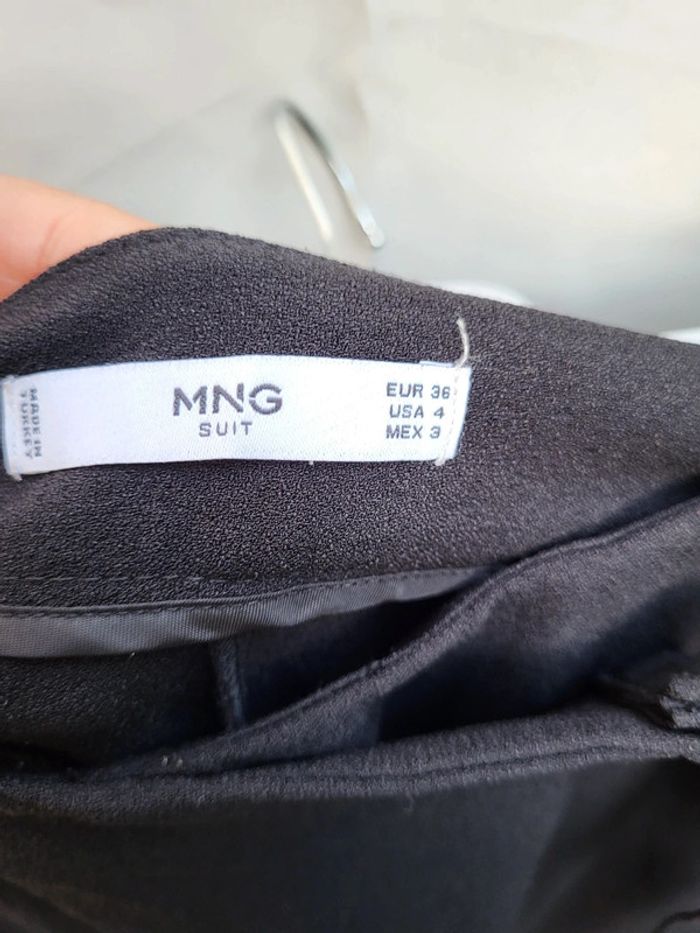 MADE IN
TURKEY
MNG
SUIT
EUR 36
USA 4
MEX 3